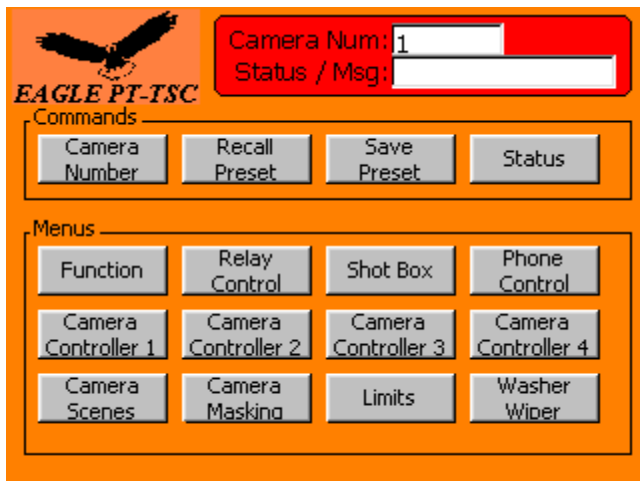 EAGLE PT-TSC
Camera Num: 1
Status / Msg:
Commands
Camera Number
Recall Preset
Save Preset
Status
Menus
Function
Relay Control
Shot Box
Phone Control
Camera Controller 1
Camera Controller 2
Camera Controller 3
Camera Controller 4
Camera Scenes
Camera Masking
Limits
Washer Wiper